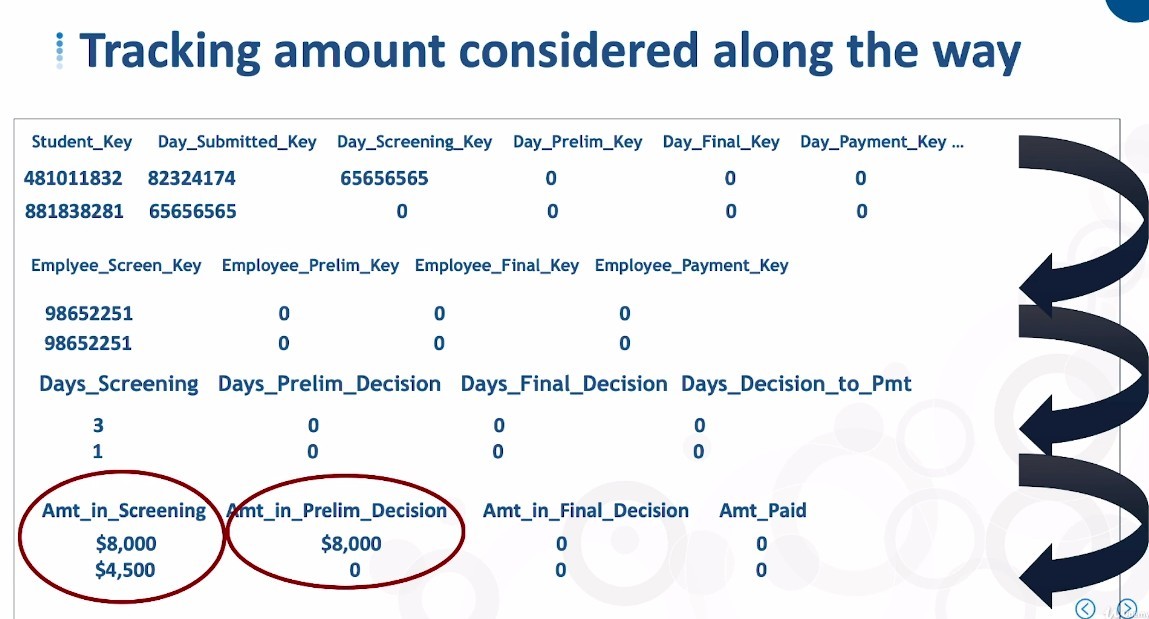 Tracking amount considered along the way
Student_Key Day_Submitted_Key Day_Screening_Key Day_Prelim_Key Day_Final_Key Day_Payment_Key ...
481011832 82324174 65656565 0 0 0
881838281 65656565 0 0 0 0
Emplyee_Screen_Key Employee_Prelim_Key Employee_Final_Key Employee_Payment_Key
98652251 0 0 0
98652251 0 0 0
Days_Screening Days_Prelim_Decision Days_Final_Decision Days_Decision_to_Pmt
3 0 0 0
1 0 0 0
Amt_in_Screening Amt_in_Prelim_Decision Amt_in_Final_Decision Amt_Paid
$8,000 $8,000 0 0
$4,500 0 0 0